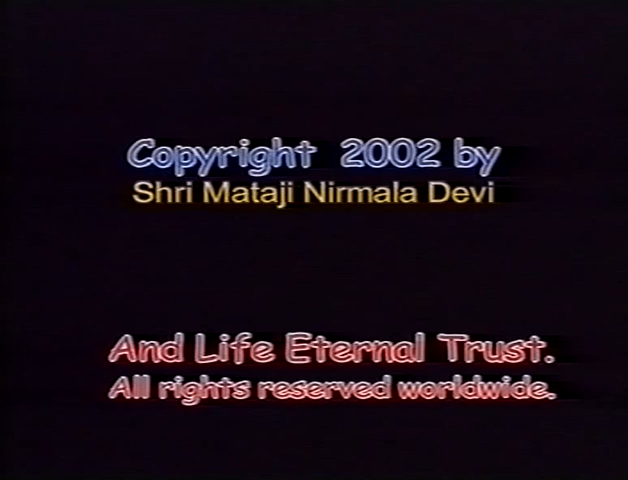 Copyright 2002 by
Shri Mataji Nirmala Devi
And Life Eternal Trust.
All rights reserved worldwide.